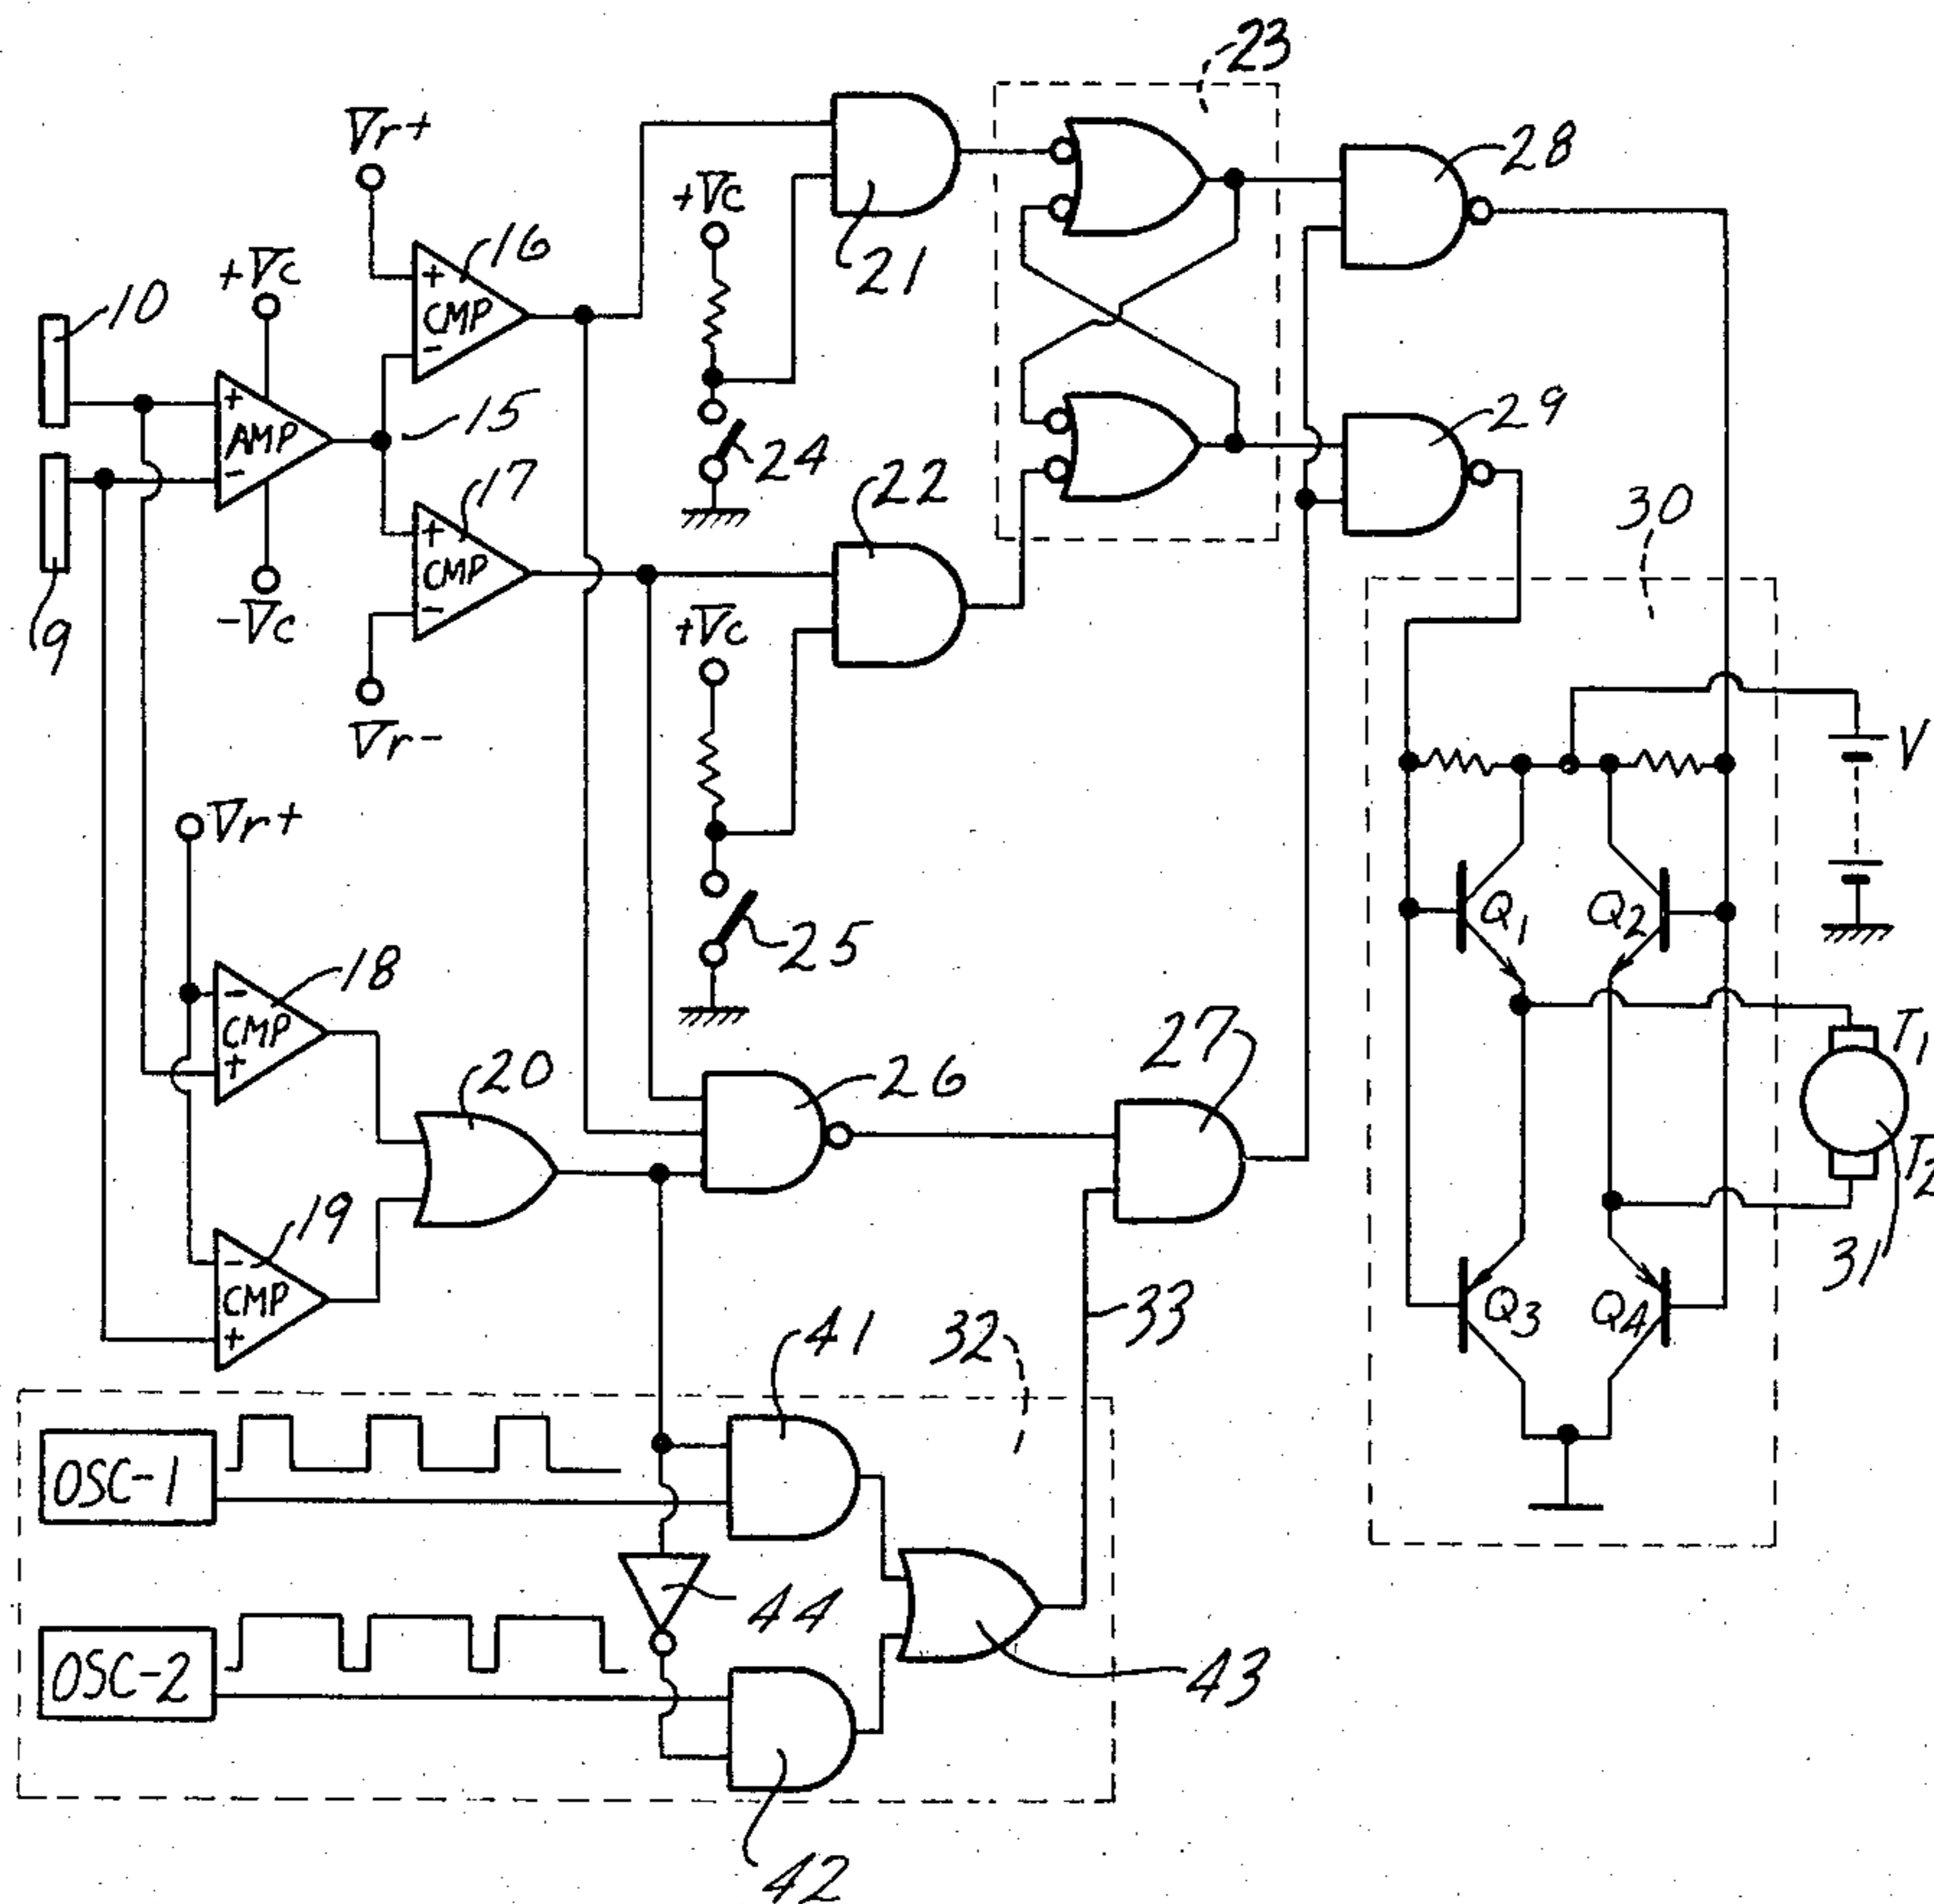 23
Vr+
28
+Vc
16
+
CMP
-
21
+Vc
10
+
AMP
-
15
24
29
17
22
30
+
CMP
-
-Vc
9
+Vc
Vr-
V
Vr+
Q1
Q2
25
18
-
CMP
+
27
T1
20
26
T2
19
-
CMP
+
31
33
32
Q3
Q4
41
OSC-1
44
OSC-2
43
42